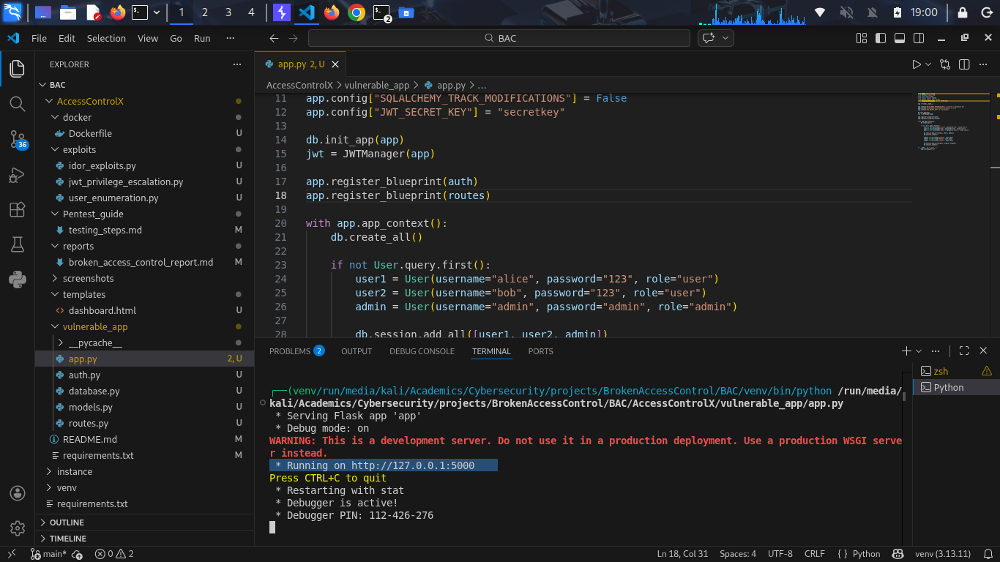 1
2
3
4
2
19:00
File Edit Selection View Go Run ···
BAC
EXPLORER
BAC
AccessControlX
docker
Dockerfile U
exploits
idor_exploits.py U
jwt_privilege_escalation.py U
user_enumeration.py U
Pentest_guide
testing_steps.md M
reports
broken_access_control_report.md M
screenshots
templates
dashboard.html U
vulnerable_app
__pycache__
app.py 2, U
auth.py U
database.py U
models.py U
routes.py U
README.md M
requirements.txt M
instance
venv
requirements.txt
OUTLINE
TIMELINE
36
app.py 2, U
AccessControlX > vulnerable_app > app.py > ...
11 app.config["SQLALCHEMY_TRACK_MODIFICATIONS"] = False
12 app.config["JWT_SECRET_KEY"] = "secretkey"
13
14 db.init_app(app)
15 jwt = JWTManager(app)
16
17 app.register_blueprint(auth)
18 app.register_blueprint(routes)
19
20 with app.app_context():
21 db.create_all()
22
23 if not User.query.first():
24 user1 = User(username="alice", password="123", role="user")
25 user2 = User(username="bob", password="123", role="user")
26 admin = User(username="admin", password="admin", role="admin")
27
28 db.session.add_all([user1, user2, admin])
PROBLEMS 2 OUTPUT DEBUG CONSOLE TERMINAL PORTS
zsh
Python
┌──(venv/run/media/kali/Academics/Cybersecurity/projects/BrokenAccessControl/BAC/venv/bin/python /run/media/
kali/Academics/Cybersecurity/projects/BrokenAccessControl/BAC/AccessControlX/vulnerable_app/app.py
* Serving Flask app 'app'
* Debug mode: on
WARNING: This is a development server. Do not use it in a production deployment. Use a production WSGI serve
r instead.
* Running on http://127.0.0.1:5000
Press CTRL+C to quit
* Restarting with stat
* Debugger is active!
* Debugger PIN: 112-426-276
main* 0 2 Ln 18, Col 31 Spaces: 4 UTF-8 CRLF { } Python venv (3.13.11)